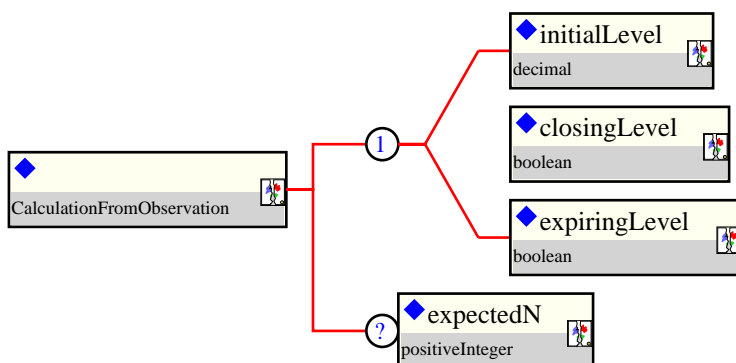 initialLevel
decimal
1
closingLevel
boolean
CalculationFromObservation
expiringLevel
boolean
?
expectedN
positiveInteger